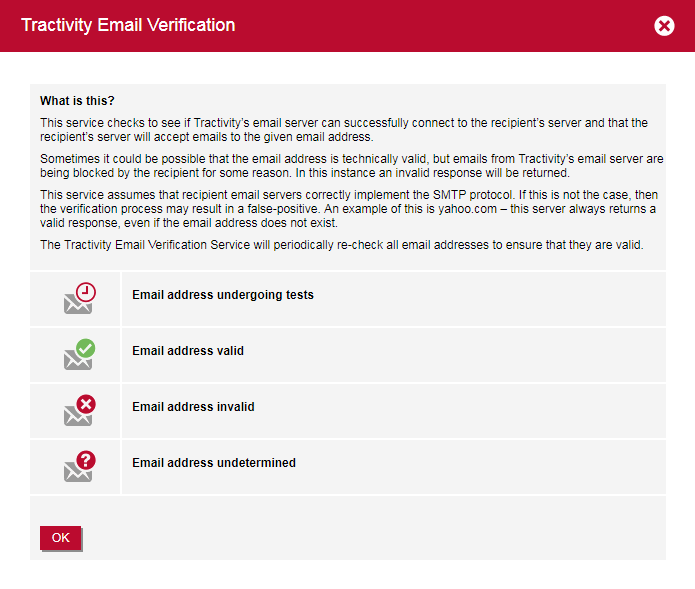 Tractivity Email Verification
What is this?
This service checks to see if Tractivity's email server can successfully connect to the recipient's server and that the
recipient's server will accept emails to the given email address.
Sometimes it could be possible that the email address is technically valid, but emails from Tractivity's email server are
being blocked by the recipient for some reason. In this instance an invalid response will be returned.
This service assumes that recipient email servers correctly implement the SMTP protocol. If this is not the case, then
the verification process may result in a false-positive. An example of this is yahoo.com – this server always returns a
valid response, even if the email address does not exist.
The Tractivity Email Verification Service will periodically re-check all email addresses to ensure that they are valid.
Email address undergoing tests
Email address valid
Email address invalid
?
Email address undetermined
OK